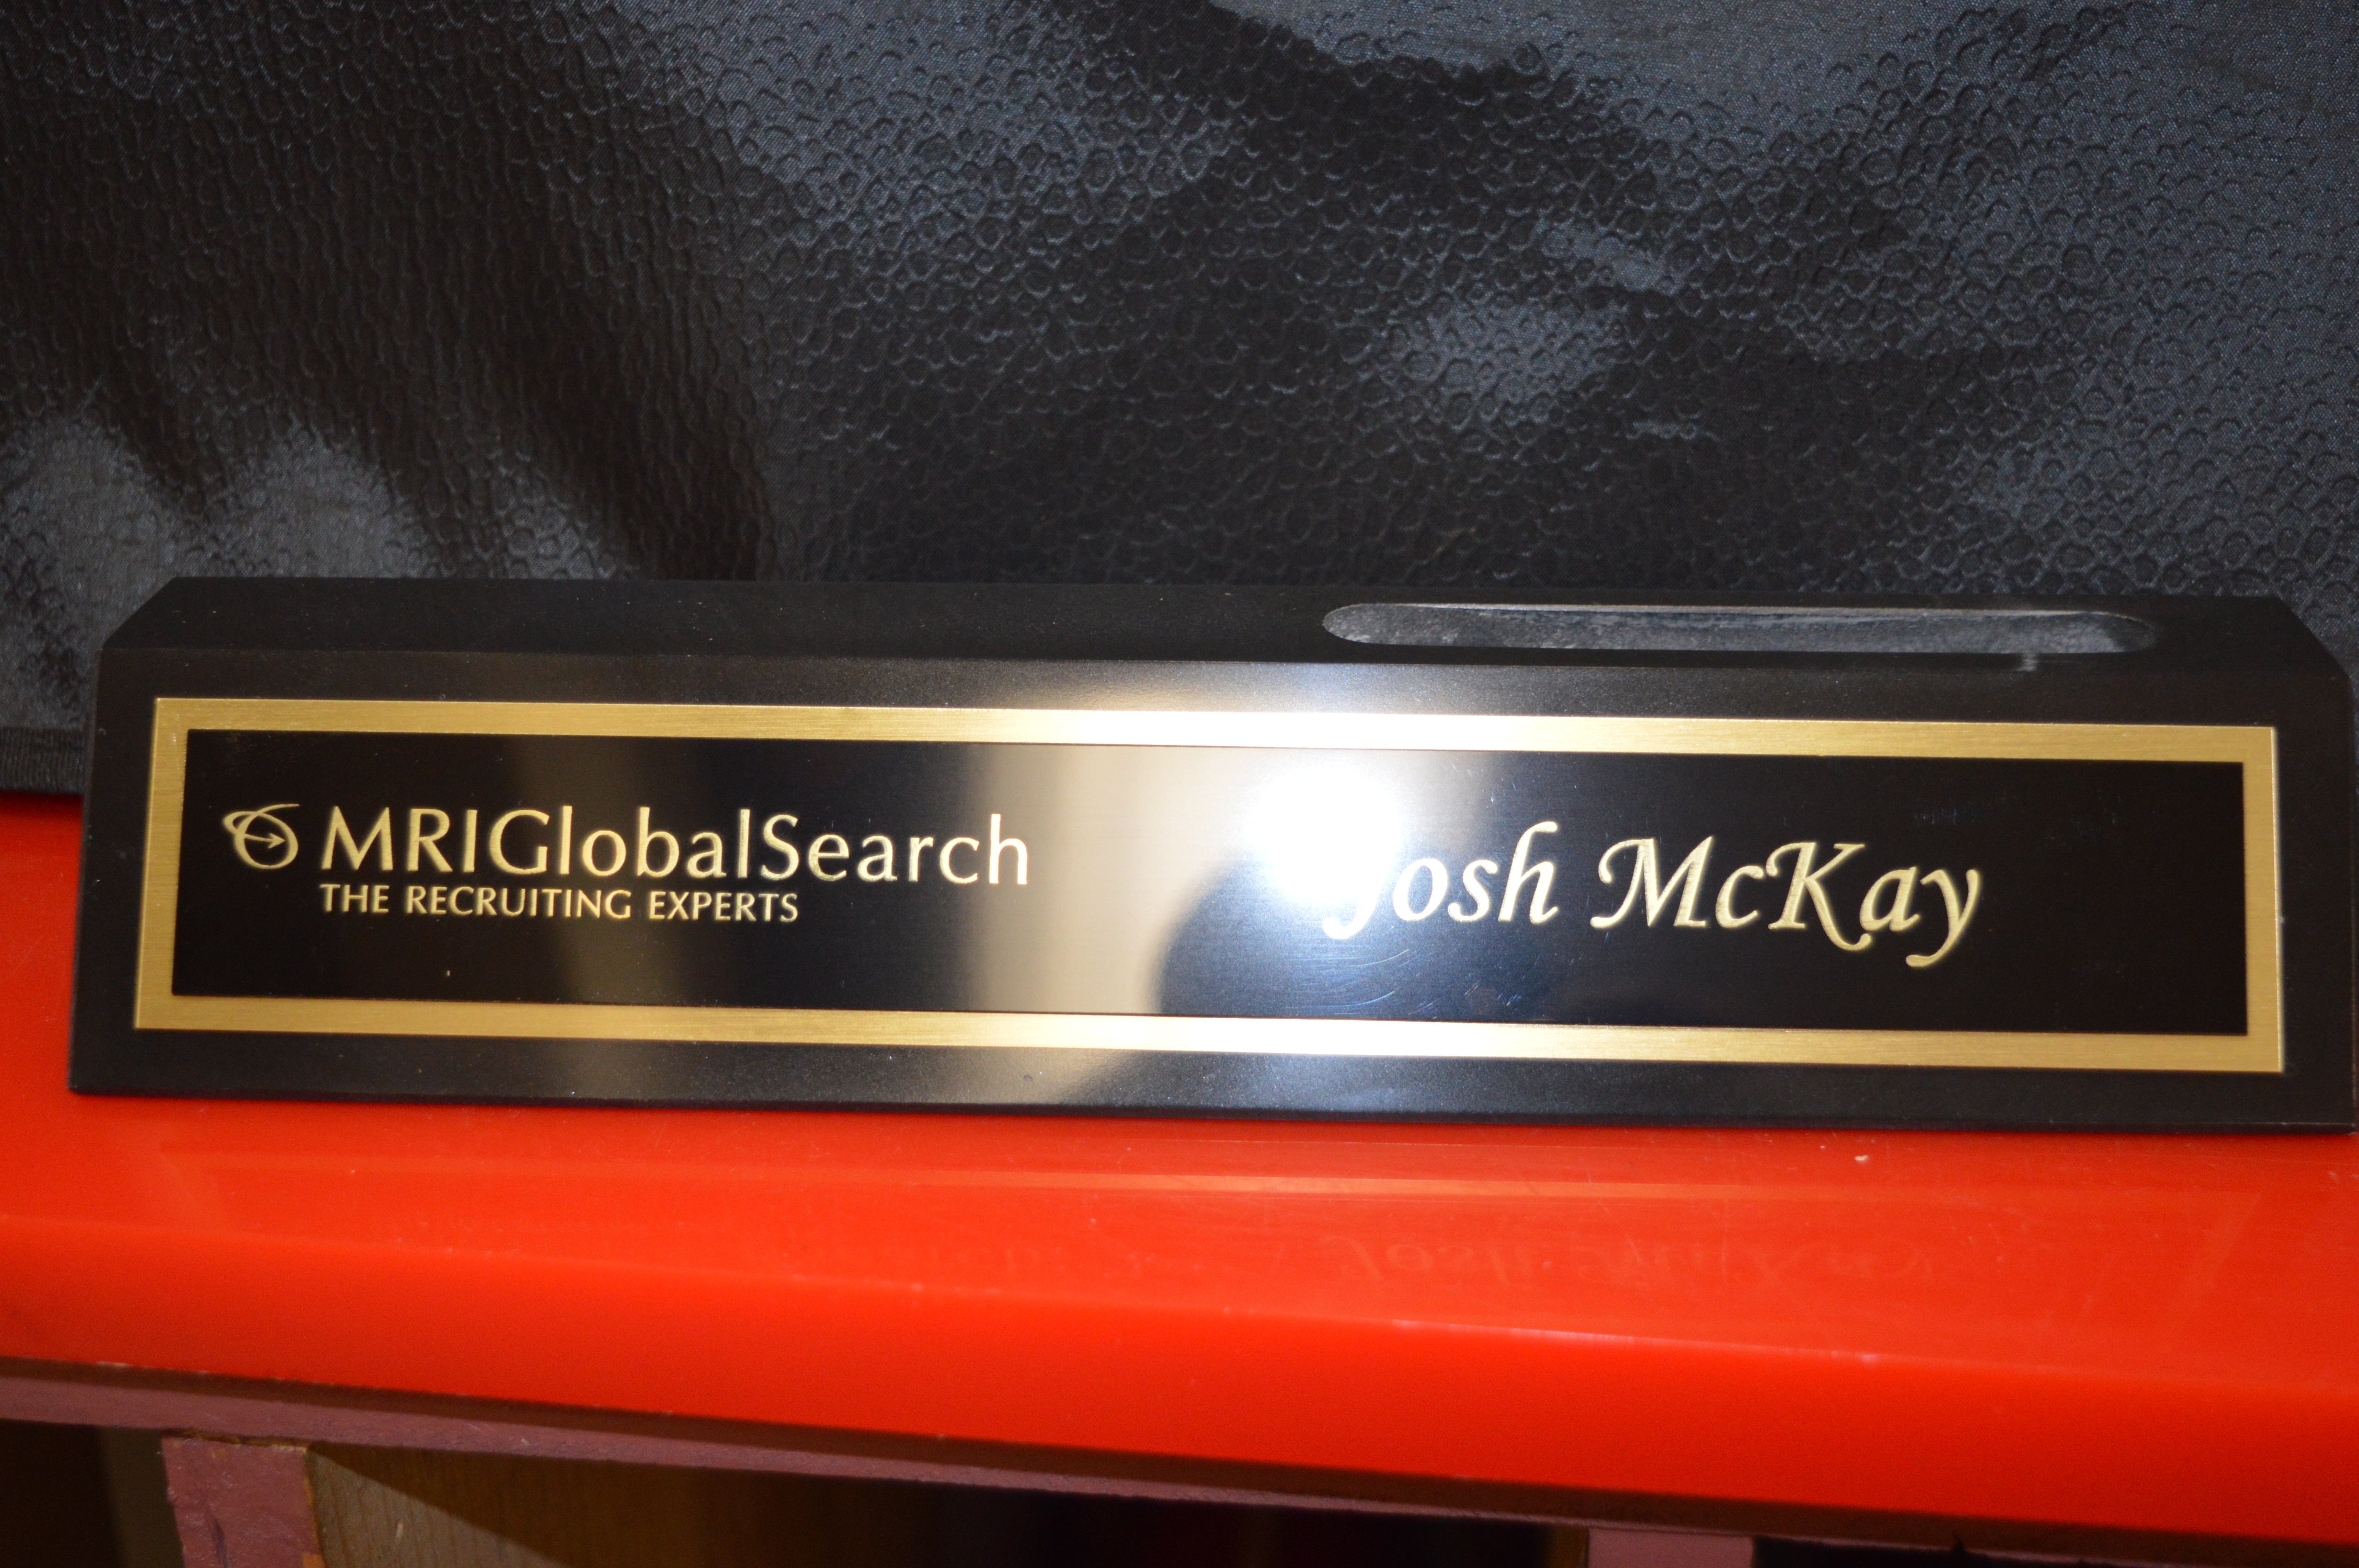 MRIGlobalSearch
THE RECRUITING EXPERTS
Josh McKay